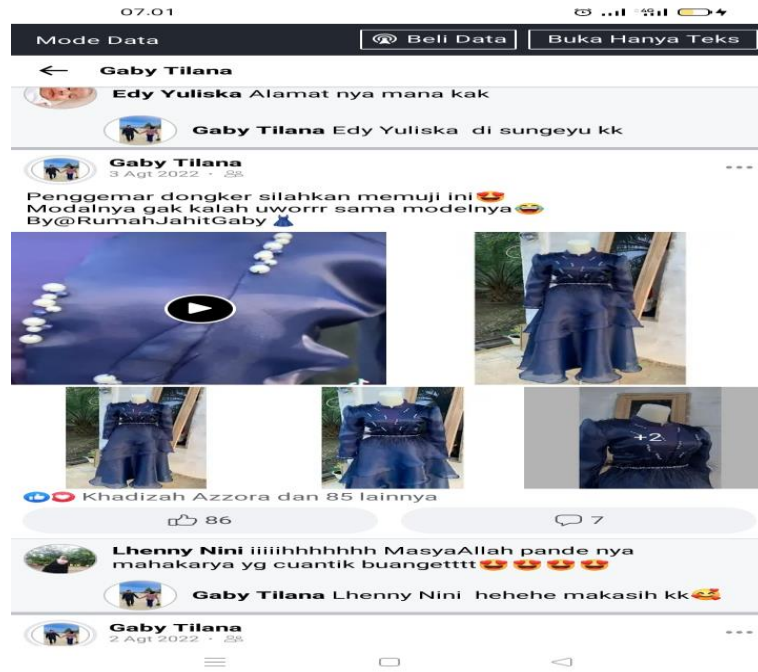 07.01
Mode Data
Beli Data
Buka Hanya Teks
Gaby Tilana
Edy Yuliska Alamat nya mana kak
Gaby Tilana Edy Yuliska di sungeyu kk
Gaby Tilana
3 Agt 2022
Penggemar dongker silahkan memuji ini😍
Modalnya gak kalah uworrr sama modelnya😂
By@RumahJahitGaby 👗
+2
Khadizah Azzora dan 85 lainnya
86
7
Lhenny Nini iiiiihhhhhhh MasyaAllah pande nya
mahakarya yg cuantik buangetttt😍😍😍😍
Gaby Tilana Lhenny Nini hehehe makasih kk🥰
Gaby Tilana
2 Agt 2022